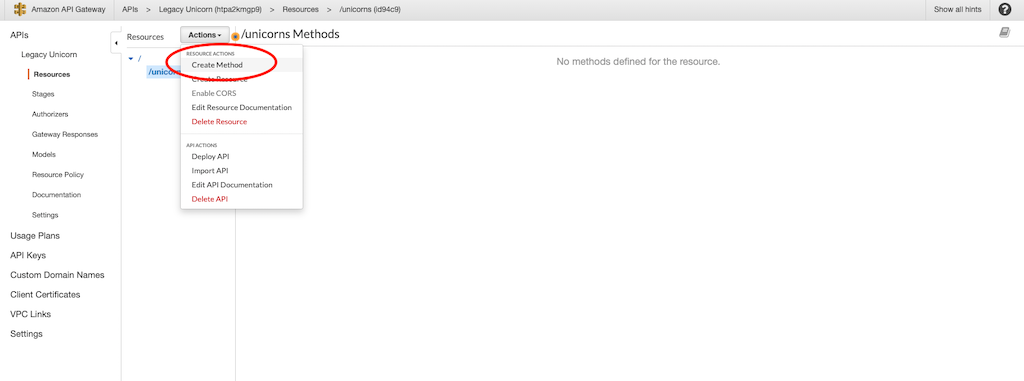 Amazon API Gateway
APIs > Legacy Unicorn (htpa2kmgp9) > Resources > /unicorns (id94c9)
Show all hints
?
APIs
Legacy Unicorn
Resources
Stages
Authorizers
Gateway Responses
Models
Resource Policy
Documentation
Settings
Usage Plans
API Keys
Custom Domain Names
Client Certificates
VPC Links
Settings
Resources
Actions
/
/unicorn
RESOURCE ACTIONS
Create Method
Create Resource
Enable CORS
Edit Resource Documentation
Delete Resource
API ACTIONS
Deploy API
Import API
Edit API Documentation
Delete API
/unicorns Methods
No methods defined for the resource.